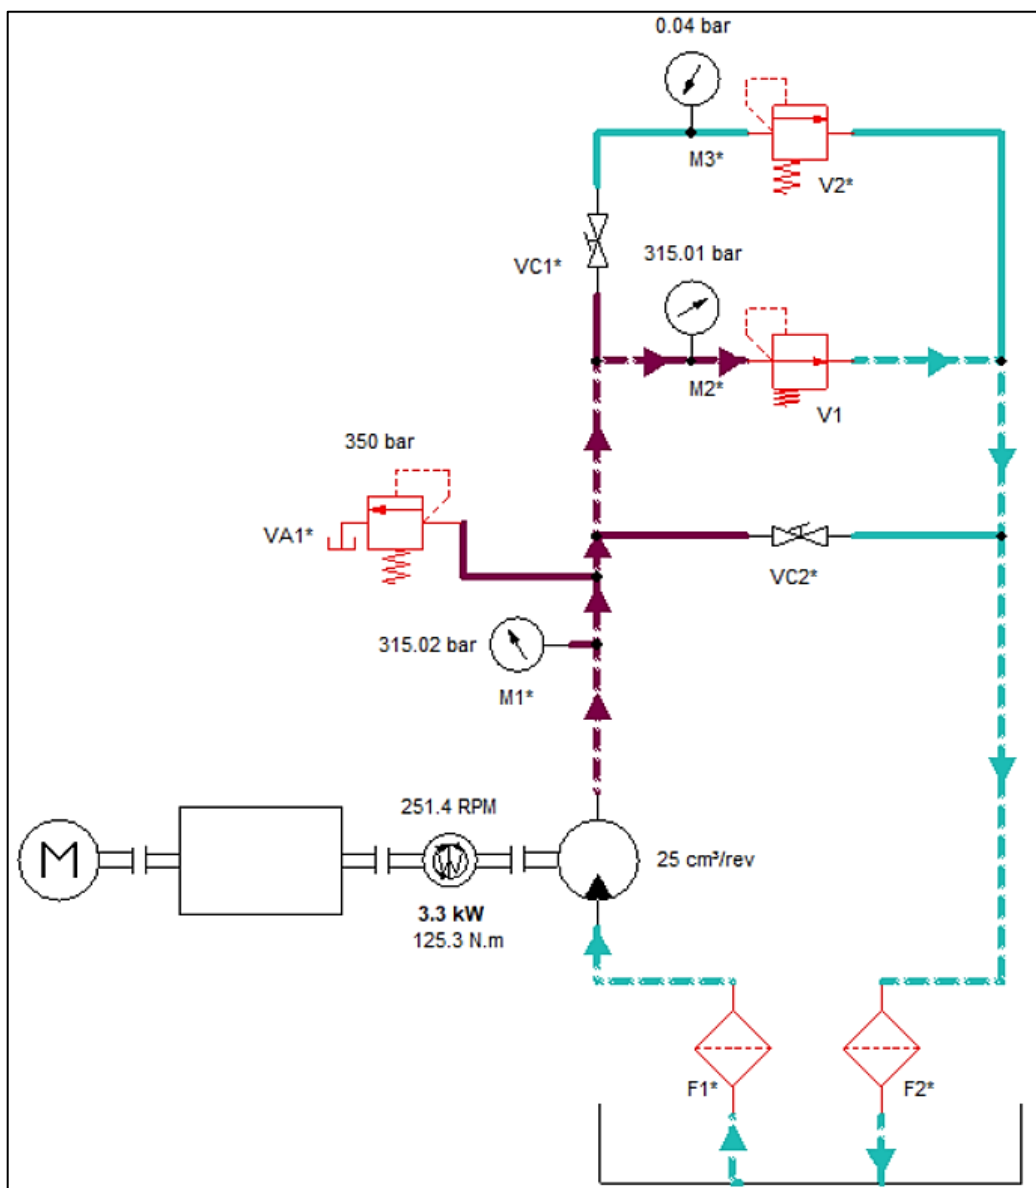 0.04 bar
M3*
V2*
VC1*
315.01 bar
M2*
V1
350 bar
VA1*
VC2*
315.02 bar
M1*
251.4 RPM
M
25 cm³/rev
3.3 kW
125.3 N.m
F1*
F2*